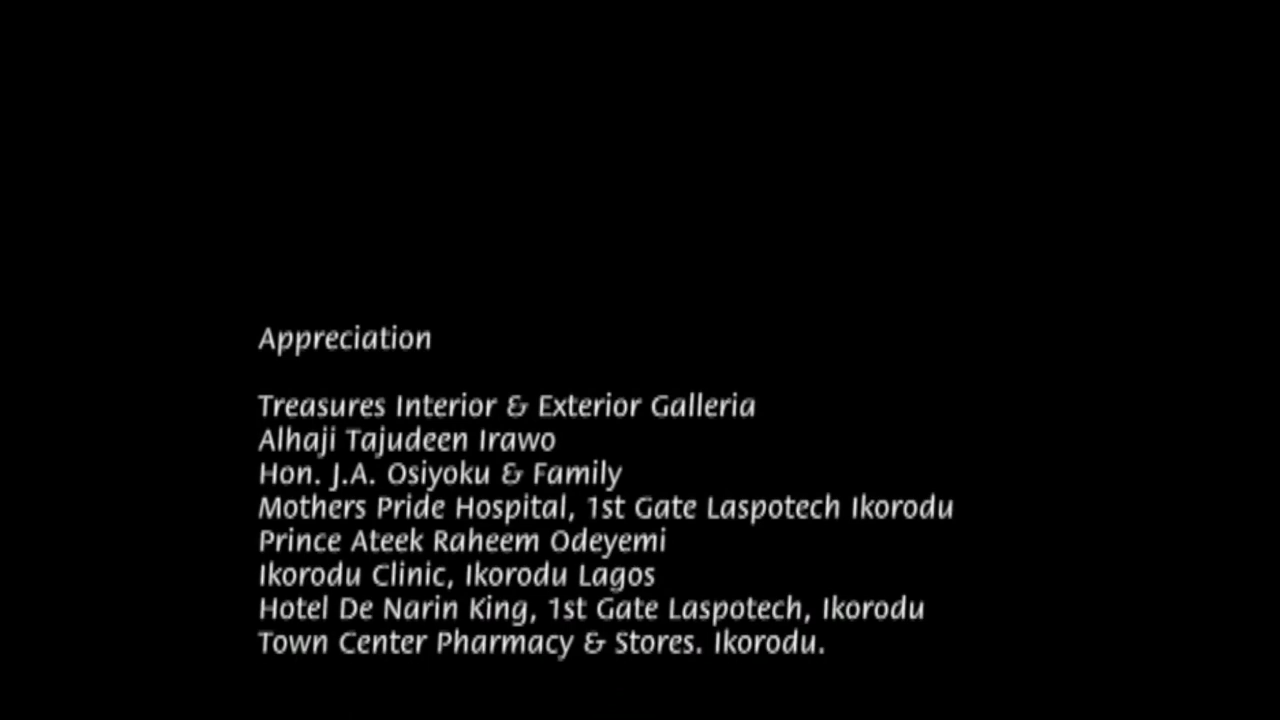 Appreciation
Treasures Interior & Exterior Galleria
Alhaji Tajudeen Irawo
Hon. J.A. Osiyoku & Family
Mothers Pride Hospital, 1st Gate Laspotech Ikorodu
Prince Ateek Raheem Odeyemi
Ikorodu Clinic, Ikorodu Lagos
Hotel De Narin King, 1st Gate Laspotech, Ikorodu
Town Center Pharmacy & Stores. Ikorodu.